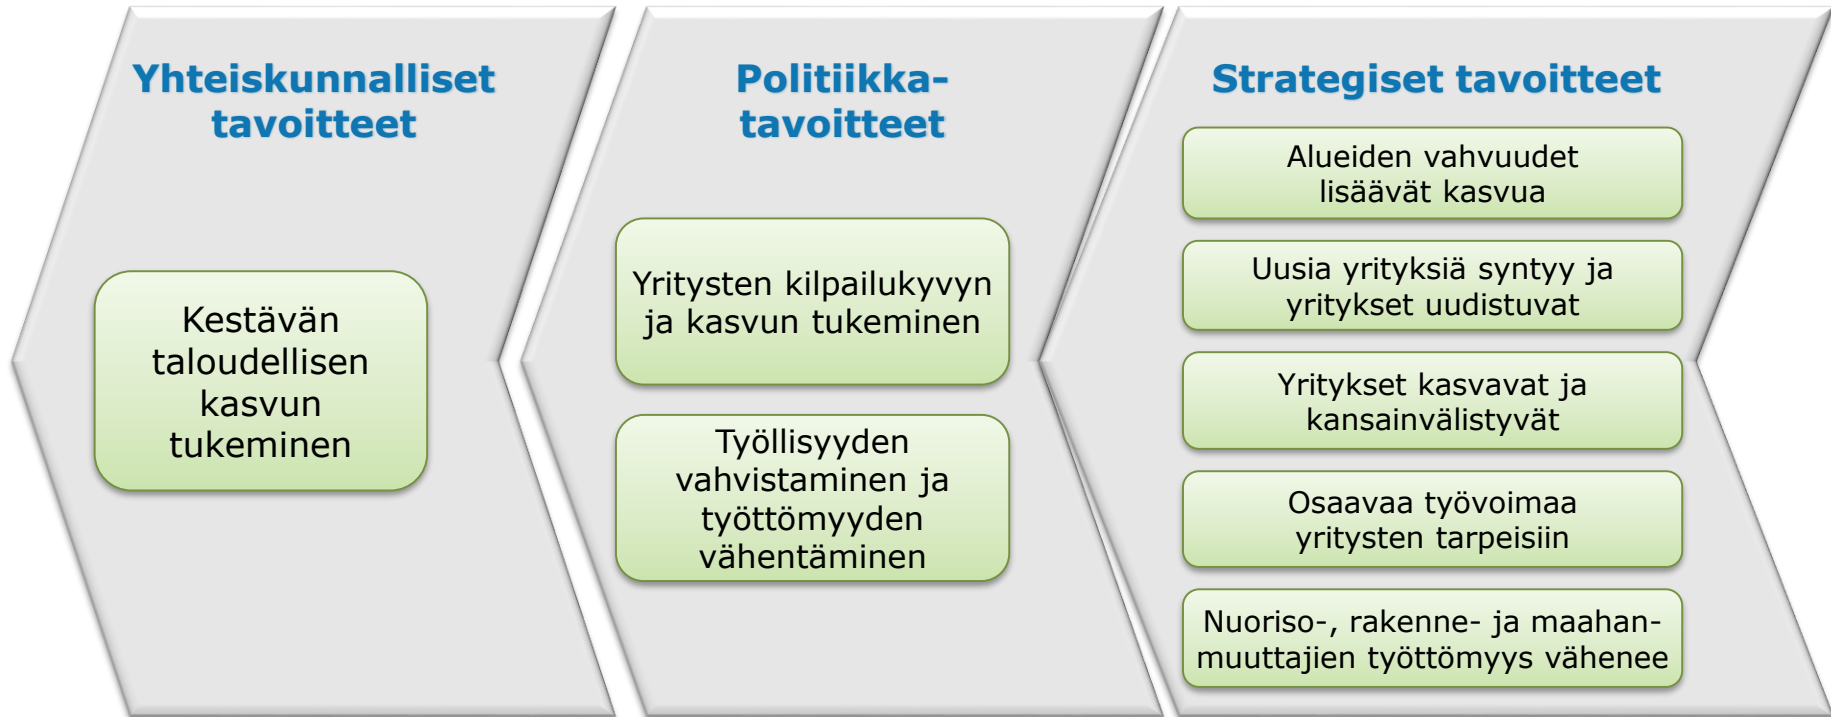 Yhteiskunnalliset
tavoitteet
Kestävän
taloudellisen
kasvun
tukeminen
Politiikka-
tavoitteet
Yritysten kilpailukyvyn
ja kasvun tukeminen
Työllisyyden
vahvistaminen ja
työttömyyden
vähentäminen
Strategiset tavoitteet
Alueiden vahvuudet
lisäävät kasvua
Uusia yrityksiä syntyy ja
yritykset uudistuvat
Yritykset kasvavat ja
kansainvälistyvät
Osaavaa työvoimaa
yritysten tarpeisiin
Nuoriso-, rakenne- ja maahan-
muuttajien työttömyys vähenee